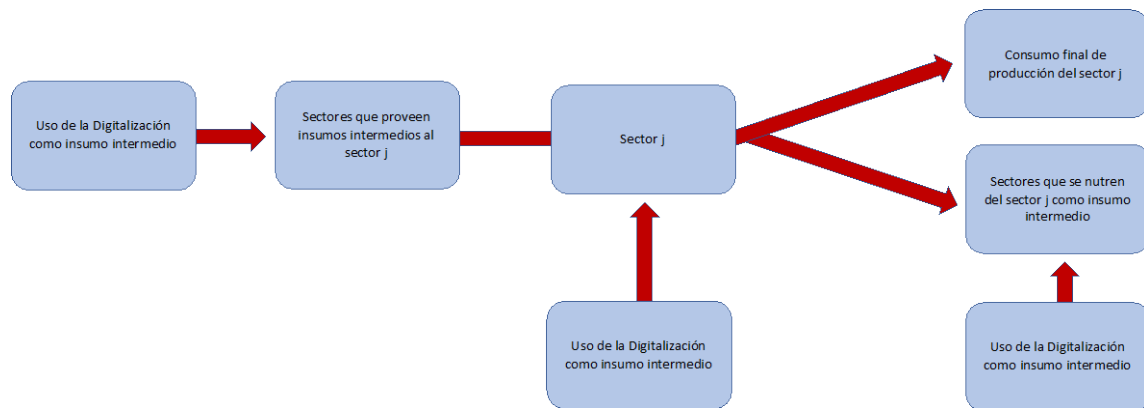 Uso de la Digitalización
como insumo intermedio
Sectores que proveen
insumos intermedios al
sector j
Sector j
Consumo final de
producción del sector j
Sectores que se nutren
del sector j como insumo
intermedio
Uso de la Digitalización
como insumo intermedio
Uso de la Digitalización
como insumo intermedio